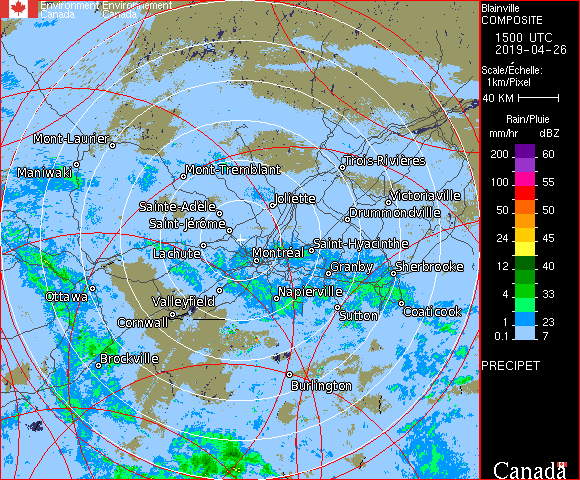 Environment Environnement
Canada Canada
Blainville
COMPOSITE
1500 UTC
2019-04-26
Scale/Échelle:
1km/Pixel
40 KM
Rain/Pluie
mm/hr dBZ
200 60
100 55
50 50
24 45
12 40
4 33
1 23
0.1 7
PRECIPET
Canada
Mont-Laurier
Maniwaki
Mont-Tremblant
Trois-Rivières
Joliette
Victoriaville
Sainte-Adèle
Drummondville
Saint-Jérôme
Lachute
Montréal
Saint-Hyacinthe
Granby
Sherbrooke
Ottawa
Valleyfield
Napierville
Cornwall
Sutton
Coaticook
Brockville
Burlington